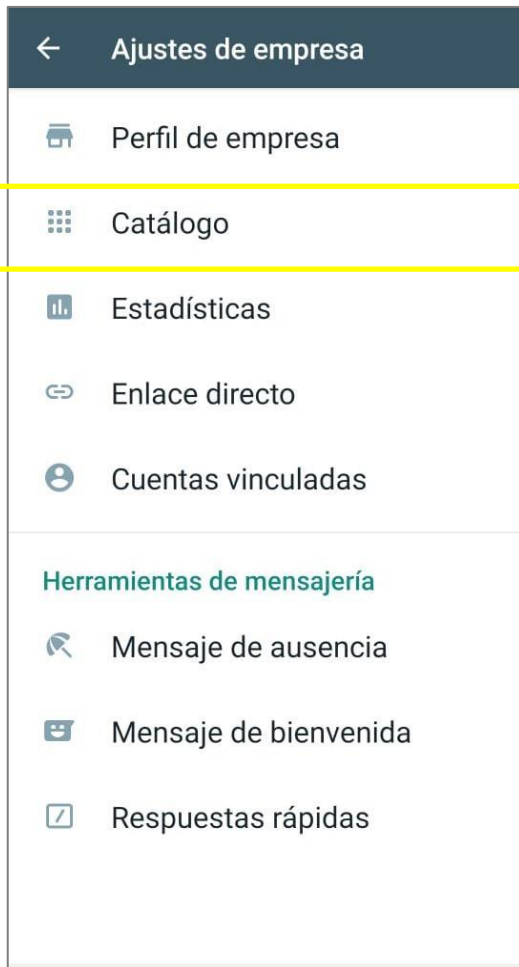 Ajustes de empresa
Perfil de empresa
Catálogo
Estadísticas
Enlace directo
Cuentas vinculadas
Herramientas de mensajería
Mensaje de ausencia
Mensaje de bienvenida
Respuestas rápidas